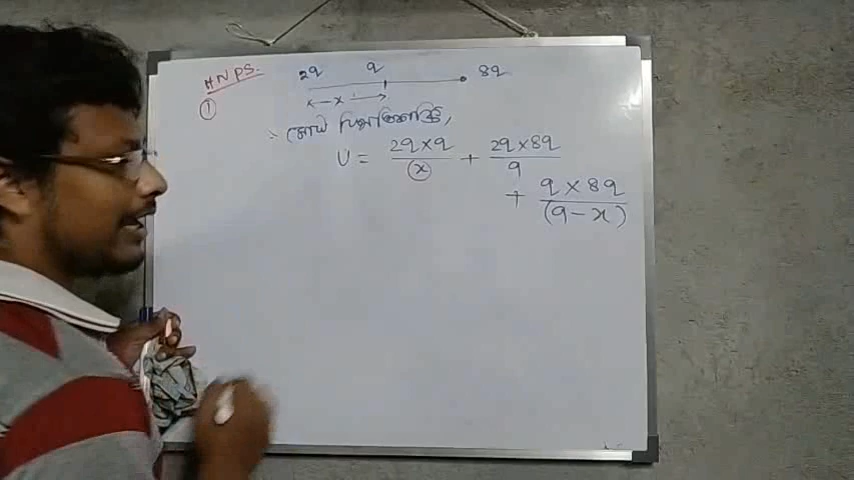 HNPS.
①
2q q 8q
← x →
∴ মোট স্থিতিশক্তি,
U = 2q×q/(x) + 2q×8q/9
+ q × 8q/(9-x)